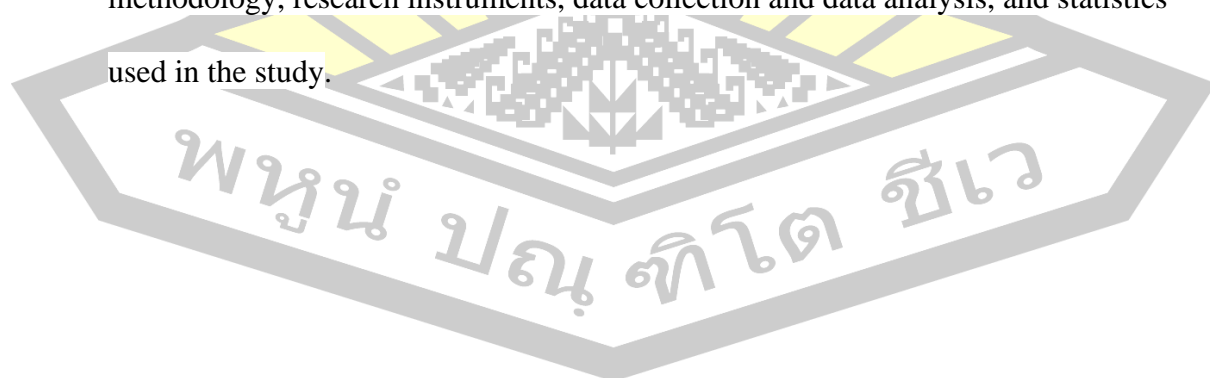 methodology, research instruments, data collection and data analysis, and statistics
used in the study.
พหูนํ ปณฺ ฑิโต ชีเว